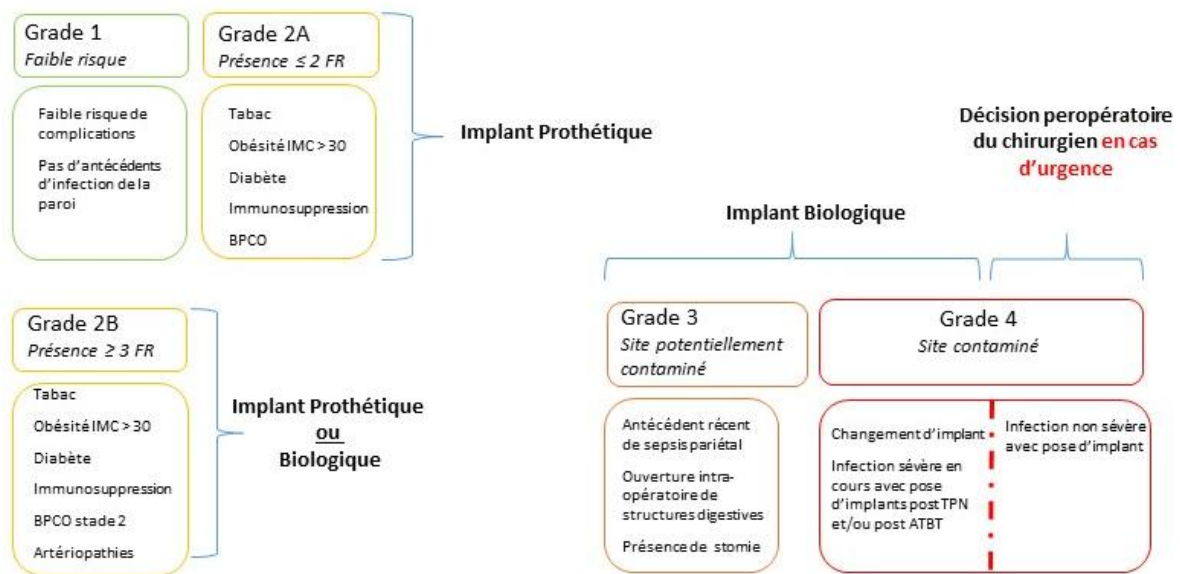 Grade 1
Faible risque
Faible risque de
complications
Pas d'antécédents
d'infection de la
paroi
Grade 2A
Présence ≤ 2 FR
Tabac
Obésité IMC > 30
Diabète
Immunosuppression
BPCO
Implant Prothétique
Grade 2B
Présence ≥ 3 FR
Tabac
Obésité IMC > 30
Diabète
Immunosuppression
BPCO stade 2
Artériopathies
Implant Prothétique
ou
Biologique
Décision peropératoire
du chirurgien en cas
d'urgence
Implant Biologique
Grade 3
Site potentiellement
contaminé
Antécédent récent
de sepsis pariétal
Ouverture intra-
opératoire de
structures digestives
Présence de stomie
Grade 4
Site contaminé
Changement d'implant
Infection sévère en
cours avec pose
d'implants post TPN
et/ou post ATBT
Infection non sévère
avec pose d'implant